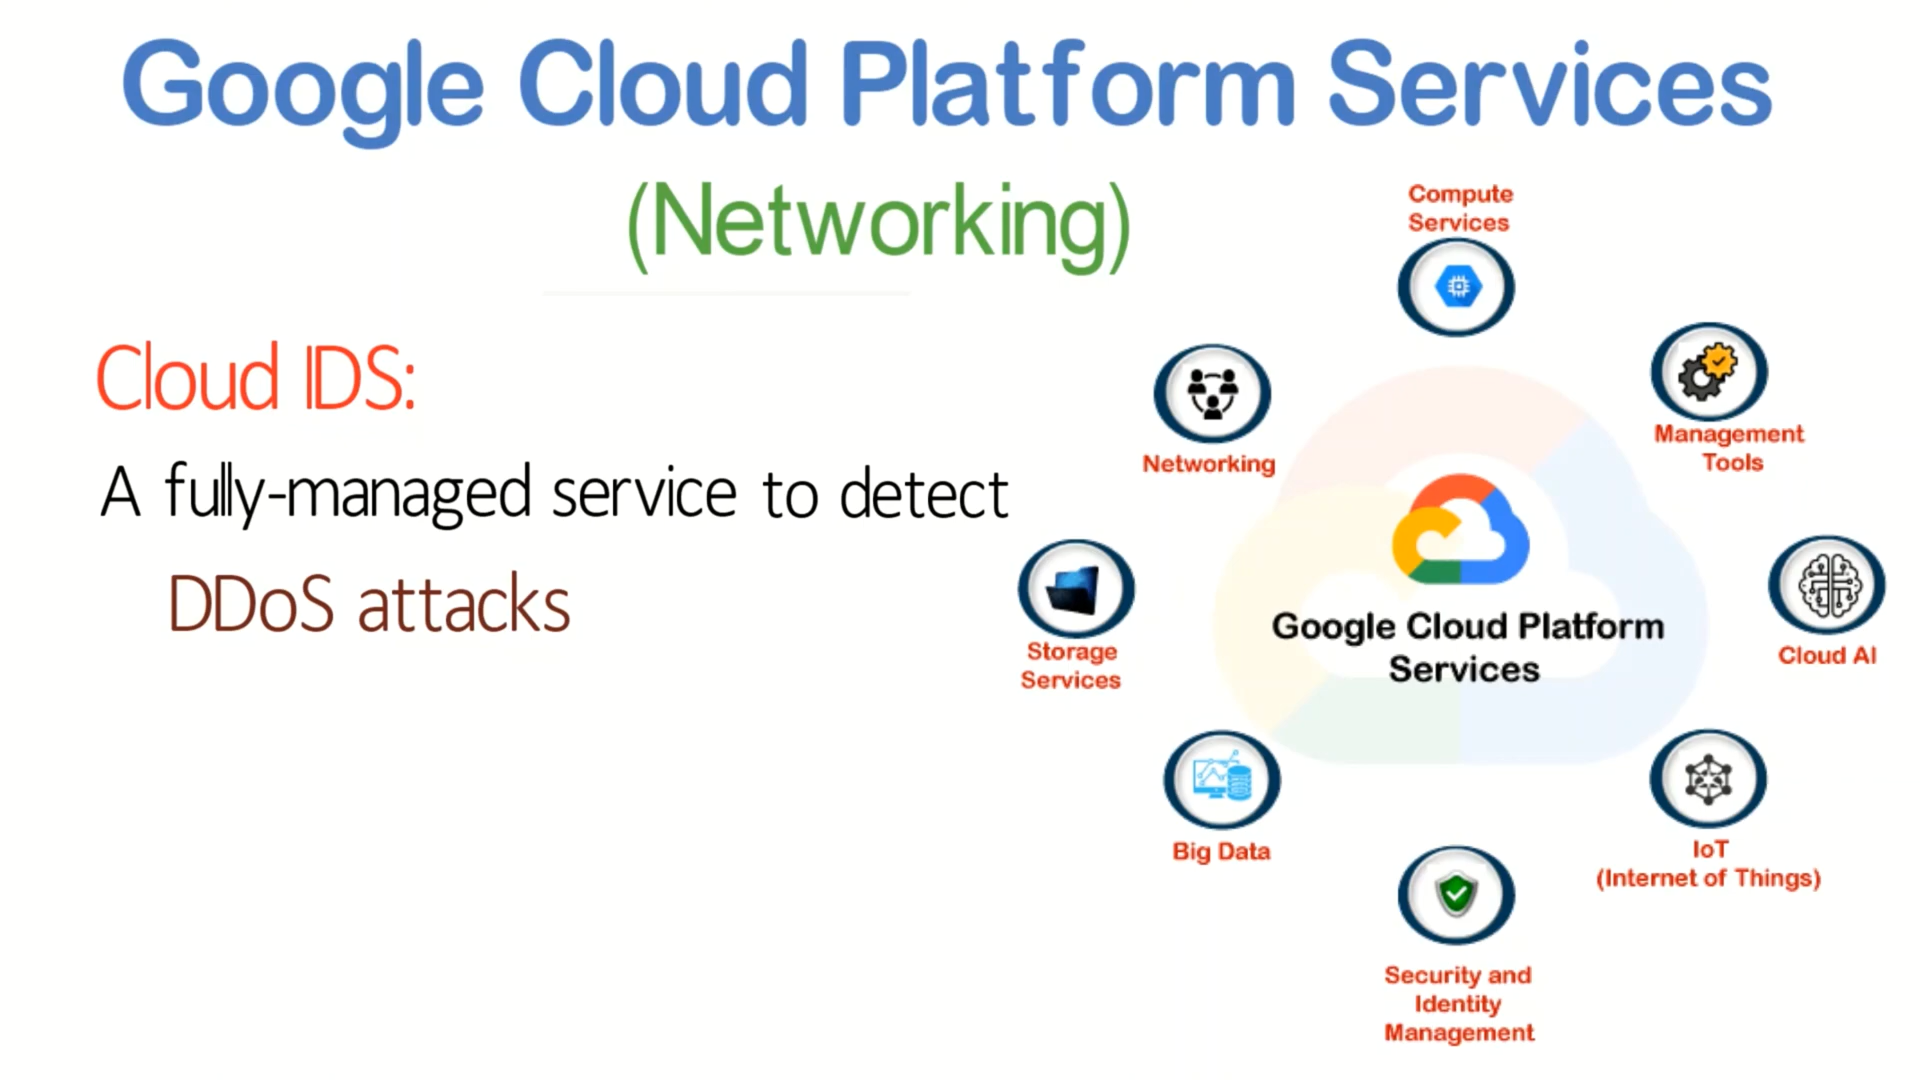 Google Cloud Platform Services
(Networking)
Cloud IDS:
A fully-managed service to detect
DDoS attacks
Compute
Services
Management
Tools
Networking
Cloud AI
Storage
Services
Google Cloud Platform
Services
Big Data
IoT
(Internet of Things)
Security and
Identity
Management